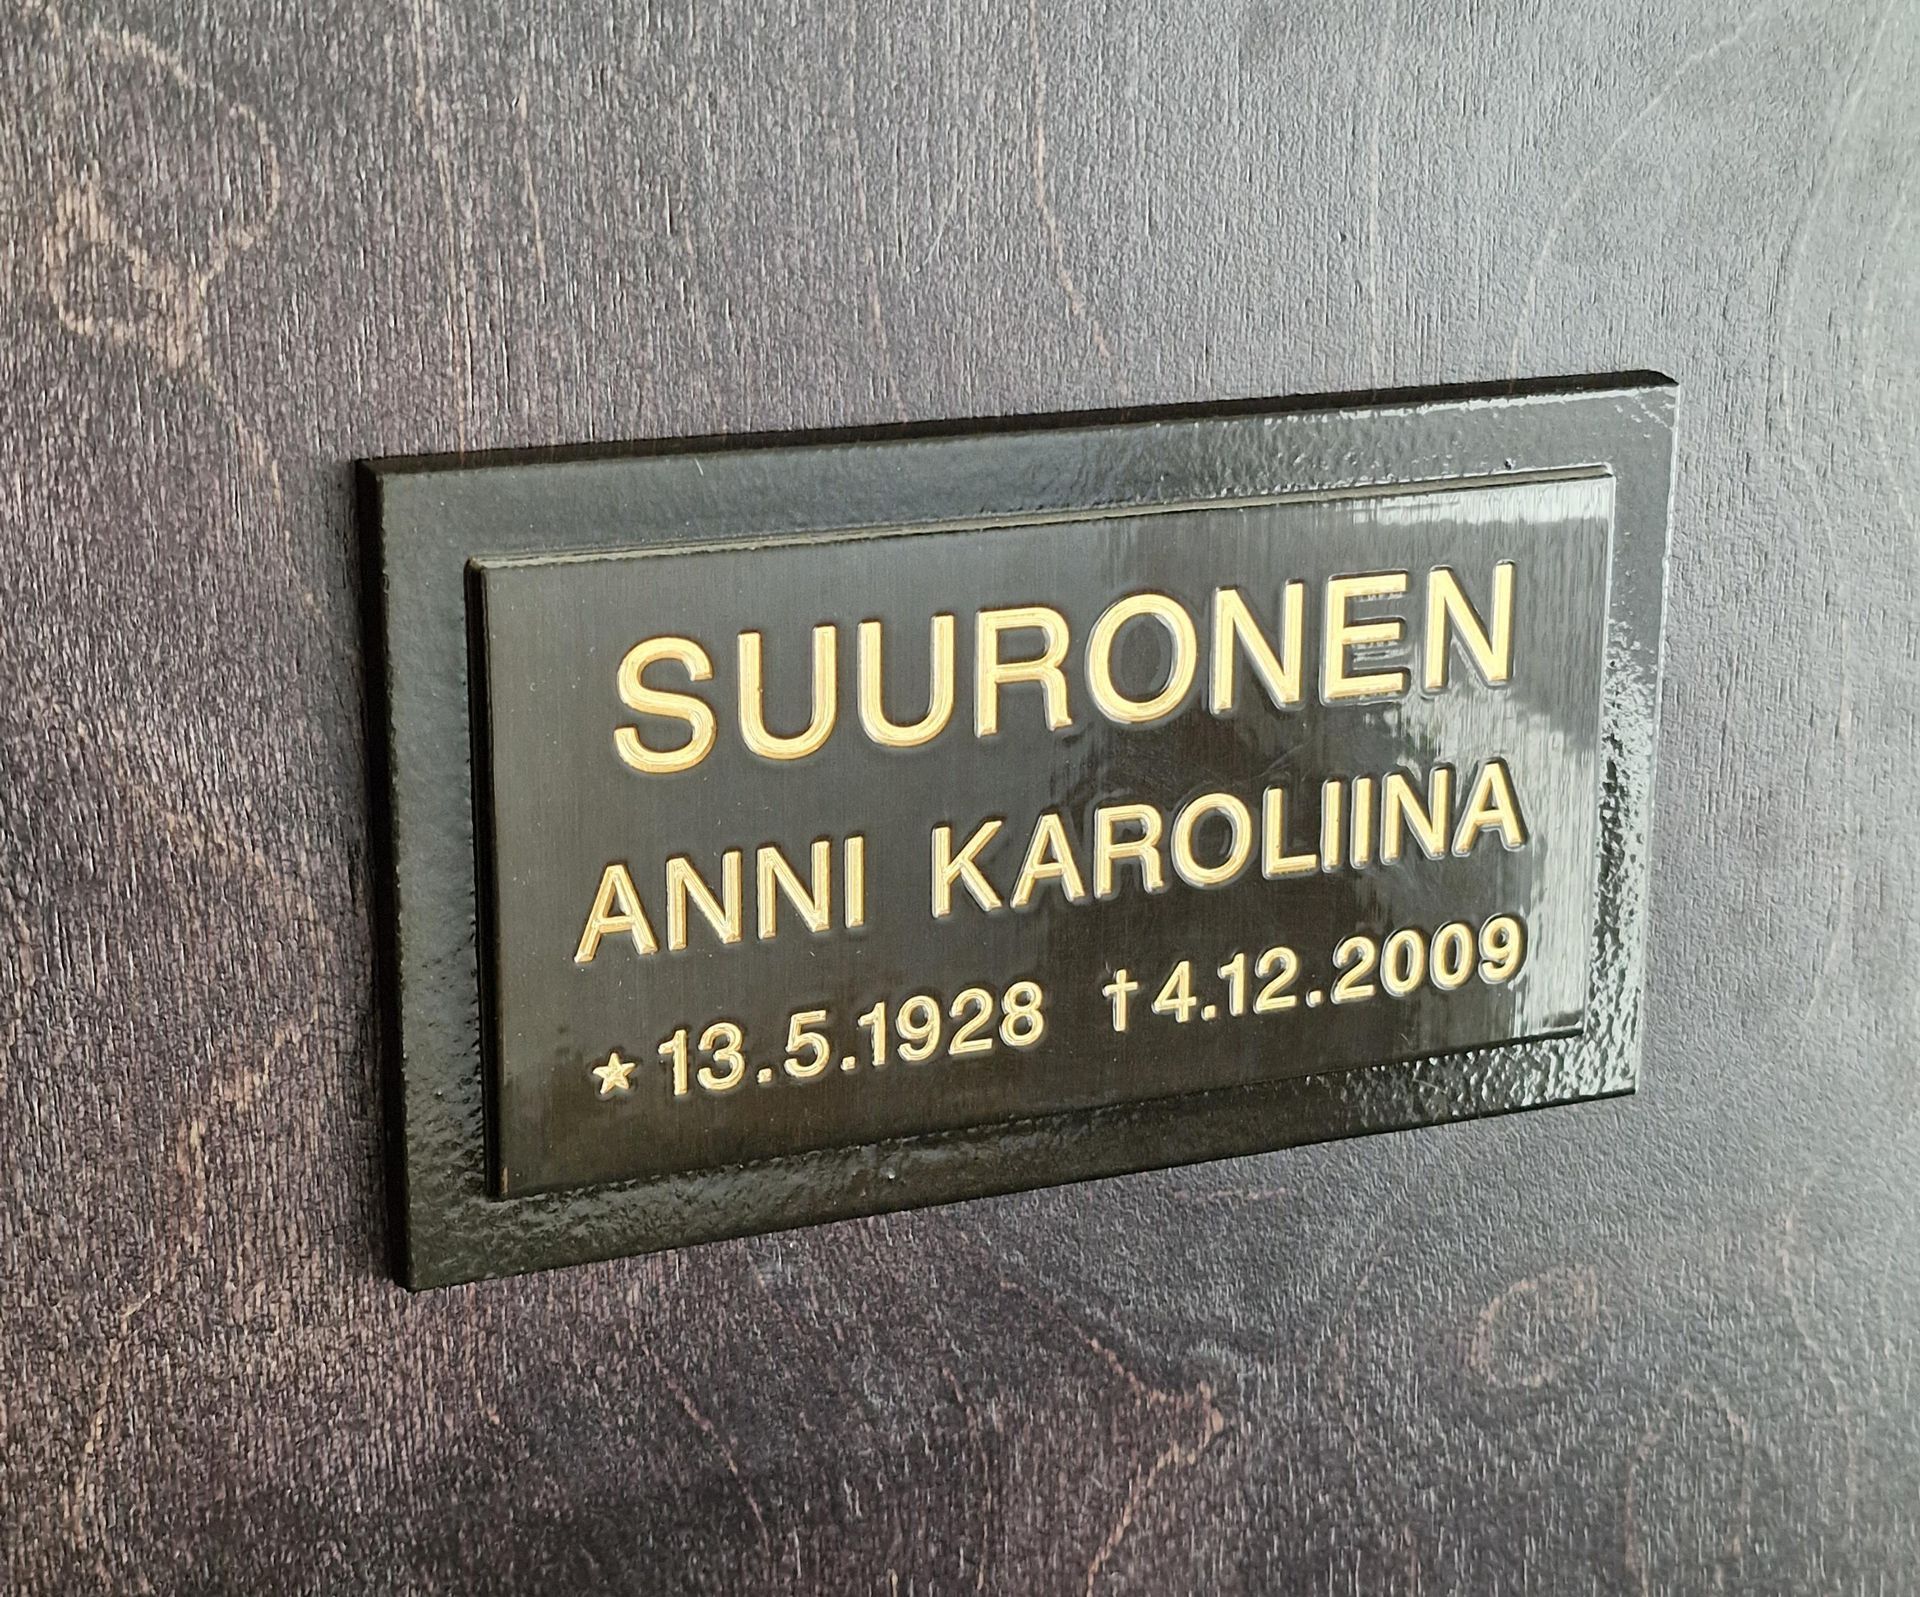 SUURONEN
ANNI KAROLIINA
★13.5.1928 †4.12.2009